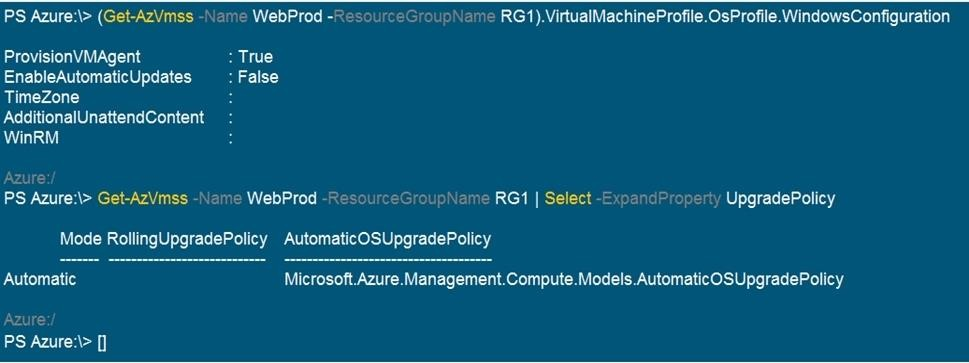 PS Azure:\> (Get-AzVmss -Name WebProd -ResourceGroupName RG1).VirtualMachineProfile.OsProfile.WindowsConfiguration
ProvisionVMAgent : True
EnableAutomaticUpdates : False
TimeZone :
AdditionalUnattendContent :
WinRM :
Azure:/
PS Azure:\> Get-AzVmss -Name WebProd -ResourceGroupName RG1 | Select -ExpandProperty UpgradePolicy
Mode RollingUpgradePolicy AutomaticOSUpgradePolicy
------- ---------------------------- --------------------------------------
Automatic Microsoft.Azure.Management.Compute.Models.AutomaticOSUpgradePolicy
Azure:/
PS Azure:\> []